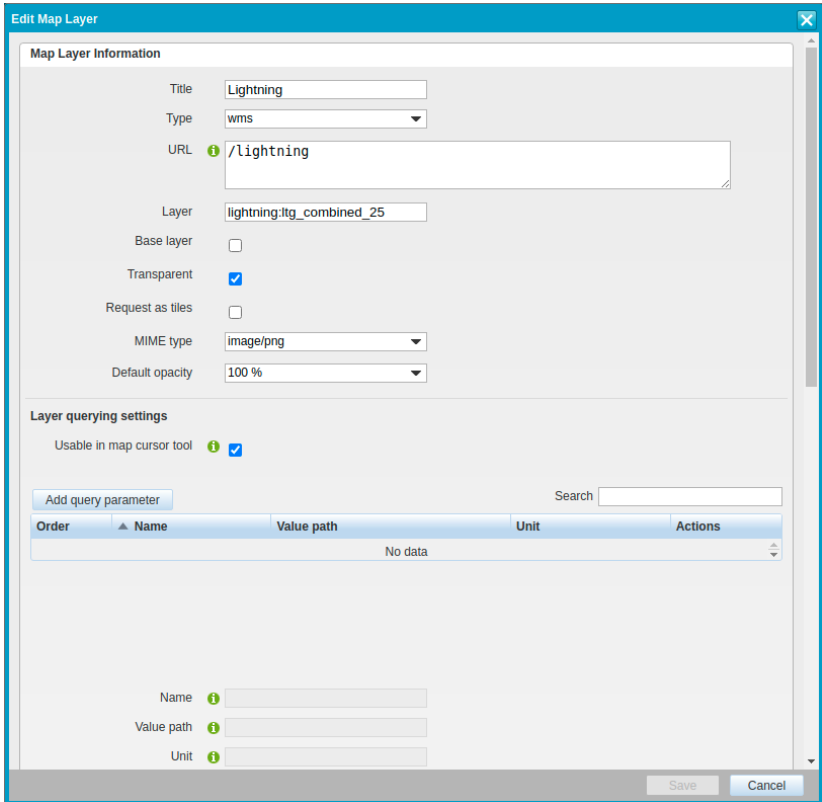 Edit Map Layer
Map Layer Information
Title Lightning
Type wms
URL /lightning
Layer lightning:ltg_combined_25
Base layer
Transparent
Request as tiles
MIME type image/png
Default opacity 100 %
Layer querying settings
Usable in map cursor tool
Add query parameter Search
Order Name Value path Unit Actions
No data
Name
Value path
Unit
Save Cancel